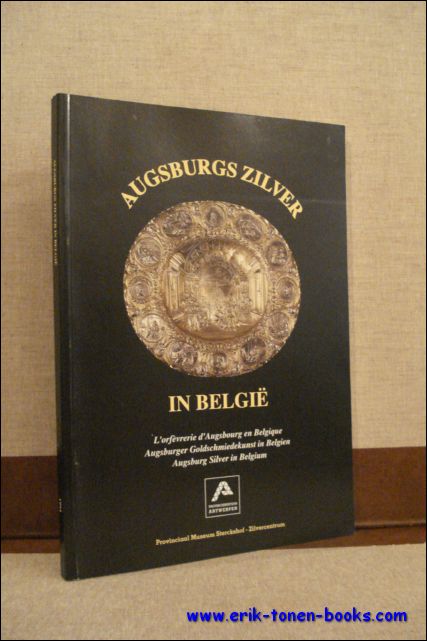 AUGSBURGS ZILVER
IN BELGIË
L'orfèvrerie d'Augsbourg en Belgique
Augsburger Goldschmiedekunst in Belgien
Augsburg Silver in Belgium
ANTWERPEN
Provinciaal Museum Sterckshof - Zilvercentrum
www.erik-tonen-books.com